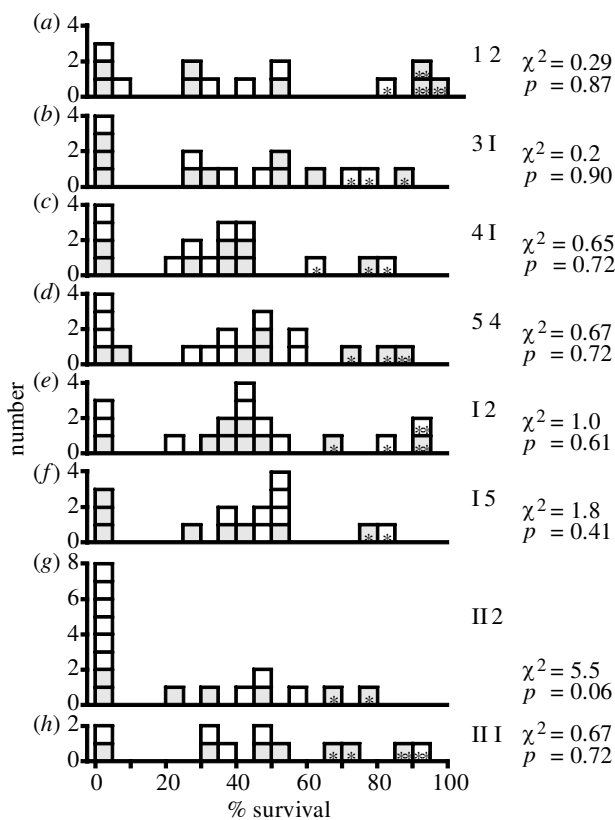 (a)
4
2
0
* ** ** **
1 2
χ² = 0.29
p = 0.87
(b)
4
2
0
* * *
3 I
χ² = 0.2
p = 0.90
(c)
4
2
0
* * *
4 I
χ² = 0.65
p = 0.72
(d)
4
2
0
* * **
5 4
χ² = 0.67
p = 0.72
number
(e)
4
2
0
* * ** **
I 2
χ² = 1.0
p = 0.61
(f)
4
2
0
* *
I 5
χ² = 1.8
p = 0.41
(g)
8
6
4
2
0
* *
II 2
χ² = 5.5
p = 0.06
(h)
2
0
* * ** **
II I
χ² = 0.67
p = 0.72
0 20 40 60 80 100
% survival